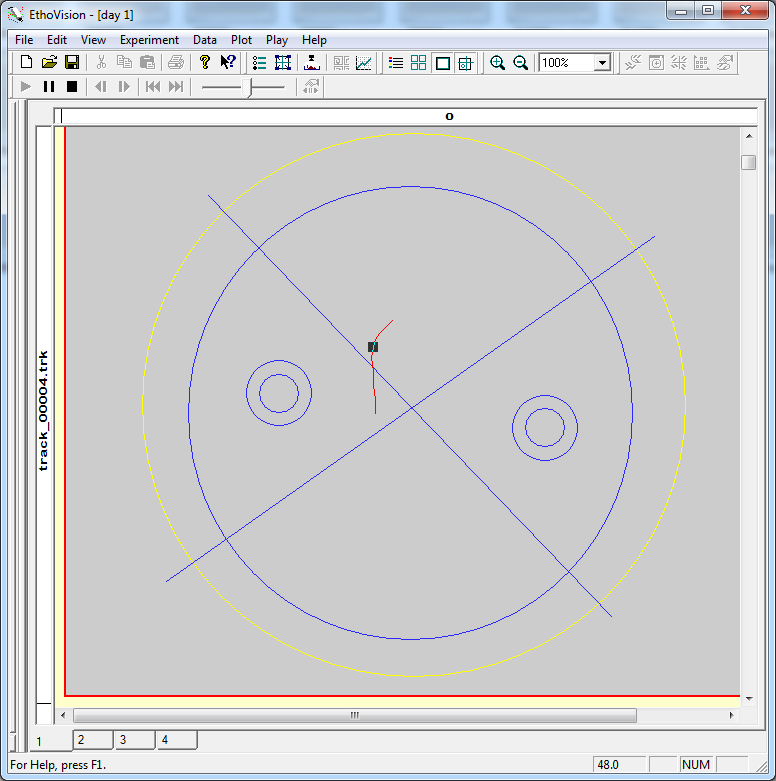 EthoVision - [day 1]
File Edit View Experiment Data Plot Play Help
100%
o
track_00004.trk
1 2 3 4
For Help, press F1. 48.0 NUM